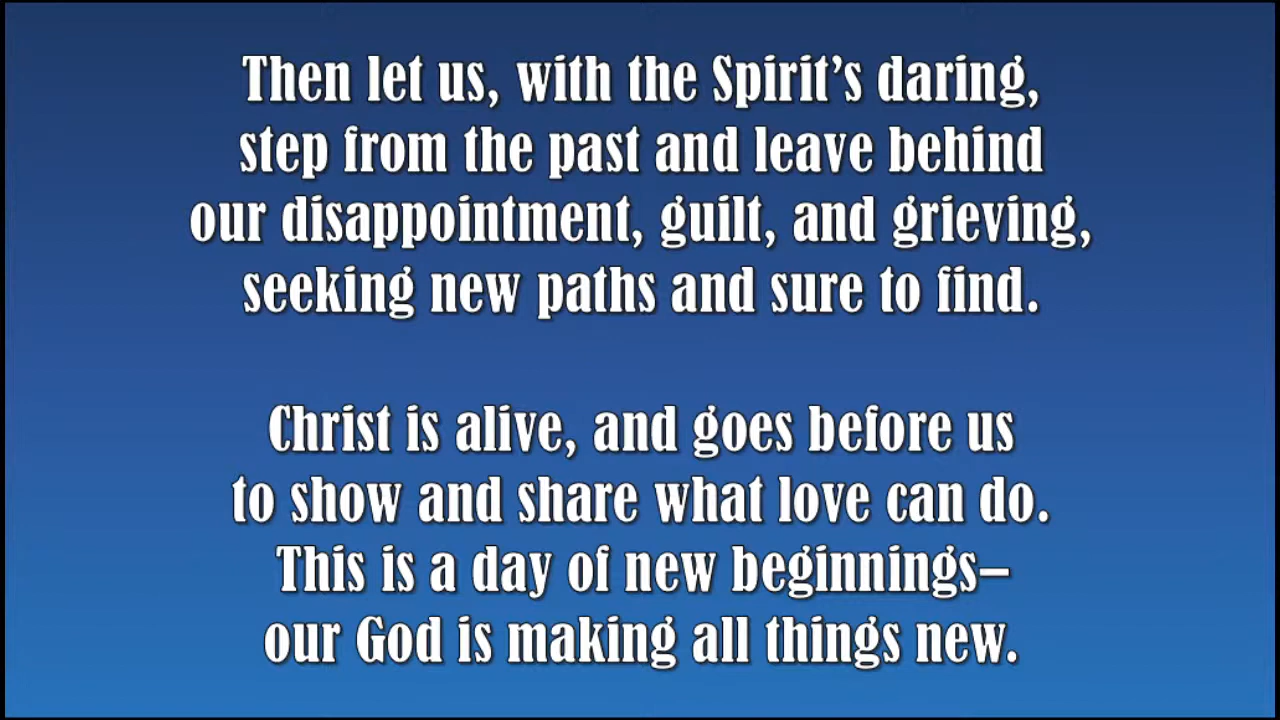 Then let us, with the Spirit’s daring,
step from the past and leave behind
our disappointment, guilt, and grieving,
seeking new paths and sure to find.
Christ is alive, and goes before us
to show and share what love can do.
This is a day of new beginnings–
our God is making all things new.